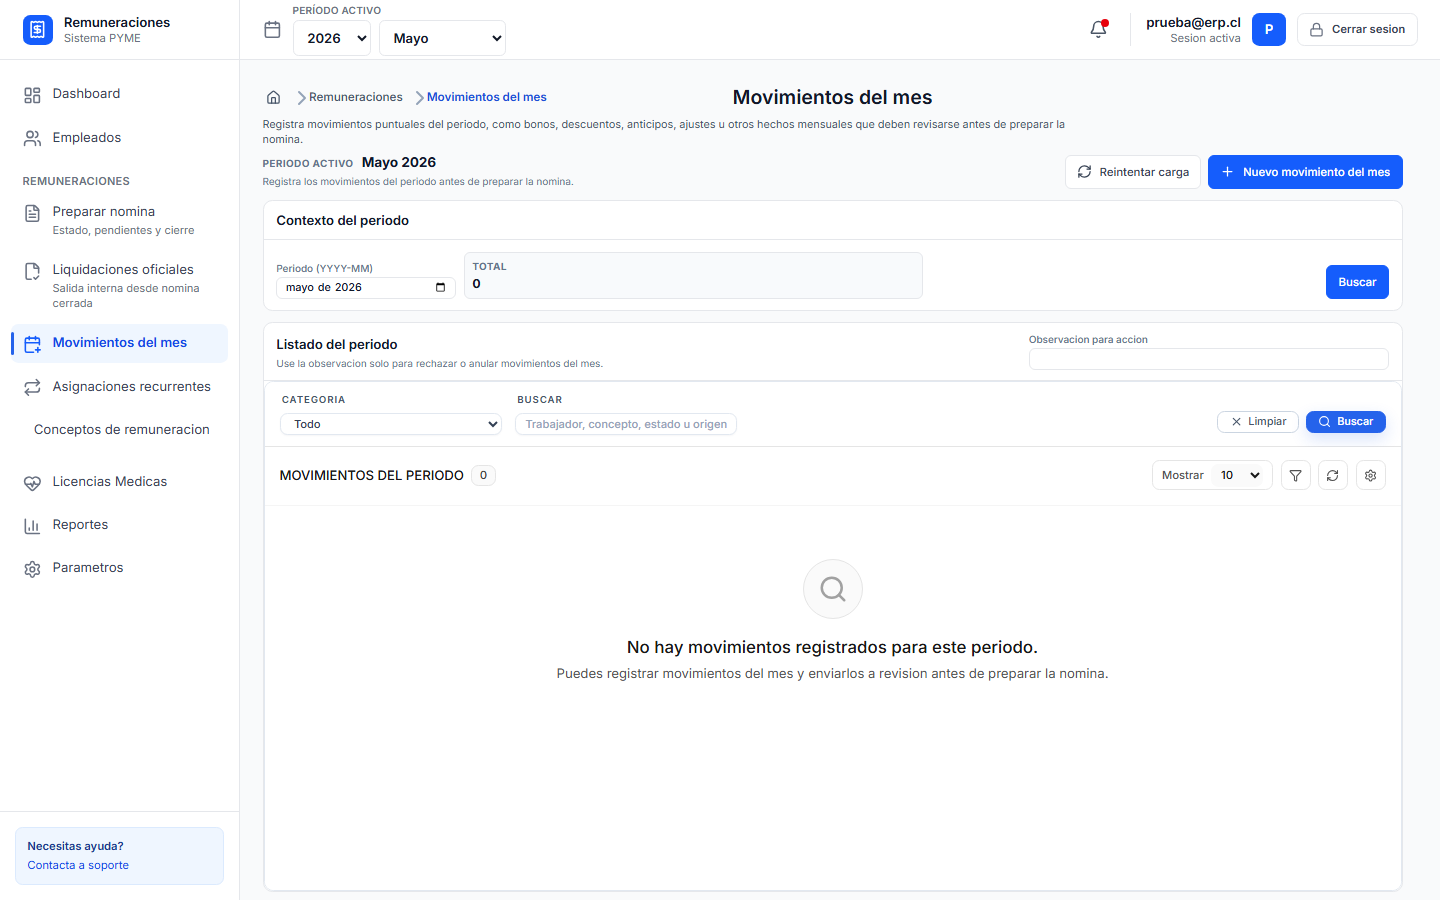 Remuneraciones
Sistema PYME
PERÍODO ACTIVO
2026
Mayo
prueba@erp.cl
Sesion activa
P
Cerrar sesion
Dashboard
Empleados
REMUNERACIONES
Preparar nomina
Estado, pendientes y cierre
Liquidaciones oficiales
Salida interna desde nomina
cerrada
Movimientos del mes
Asignaciones recurrentes
Conceptos de remuneracion
Licencias Medicas
Reportes
Parametros
Necesitas ayuda?
Contacta a soporte
Remuneraciones
Movimientos del mes
Movimientos del mes
Registra movimientos puntuales del periodo, como bonos, descuentos, anticipos, ajustes u otros hechos mensuales que deben revisarse antes de preparar la
nomina.
PERIODO ACTIVO Mayo 2026
Registra los movimientos del periodo antes de preparar la nomina.
Reintentar carga
Nuevo movimiento del mes
Contexto del periodo
Periodo (YYYY-MM)
mayo de 2026
TOTAL
0
Buscar
Listado del periodo
Use la observacion solo para rechazar o anular movimientos del mes.
Observacion para accion
CATEGORIA
Todo
BUSCAR
Trabajador, concepto, estado u origen
Limpiar
Buscar
MOVIMIENTOS DEL PERIODO 0
Mostrar 10
No hay movimientos registrados para este periodo.
Puedes registrar movimientos del mes y enviarlos a revision antes de preparar la nomina.